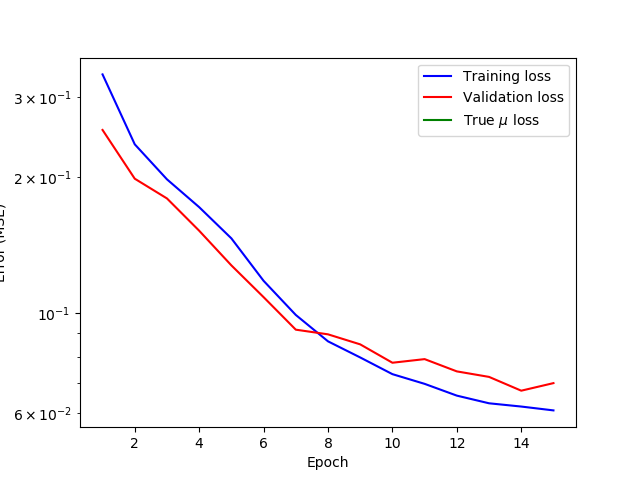 Training loss
Validation loss
True μ loss
3 × 10⁻¹
2 × 10⁻¹
10⁻¹
6 × 10⁻²
Error (MSE)
2 4 6 8 10 12 14
Epoch